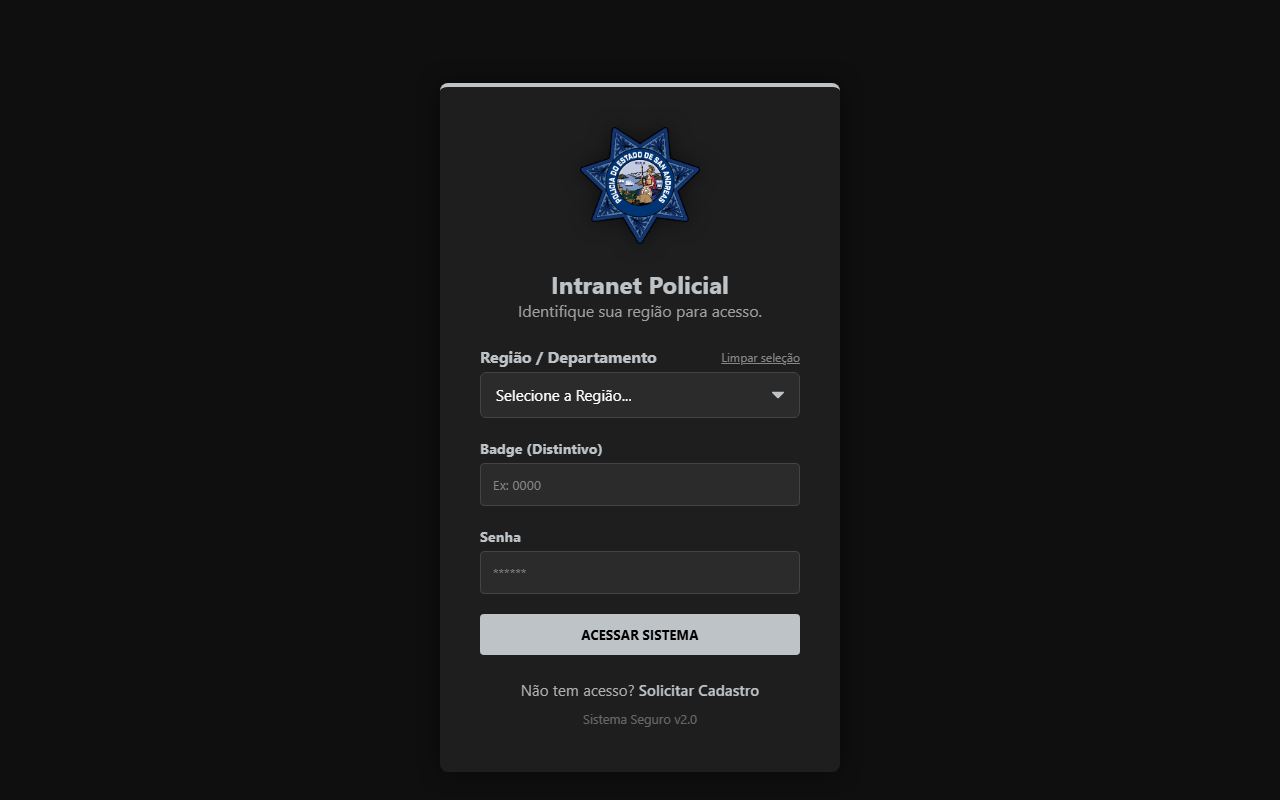 POLICIA DO ESTADO DE SAN ANDREAS
Intranet Policial
Identifique sua região para acesso.
Região / Departamento
Limpar seleção
Selecione a Região...
Badge (Distintivo)
Ex: 0000
Senha
******
ACESSAR SISTEMA
Não tem acesso? Solicitar Cadastro
Sistema Seguro v2.0